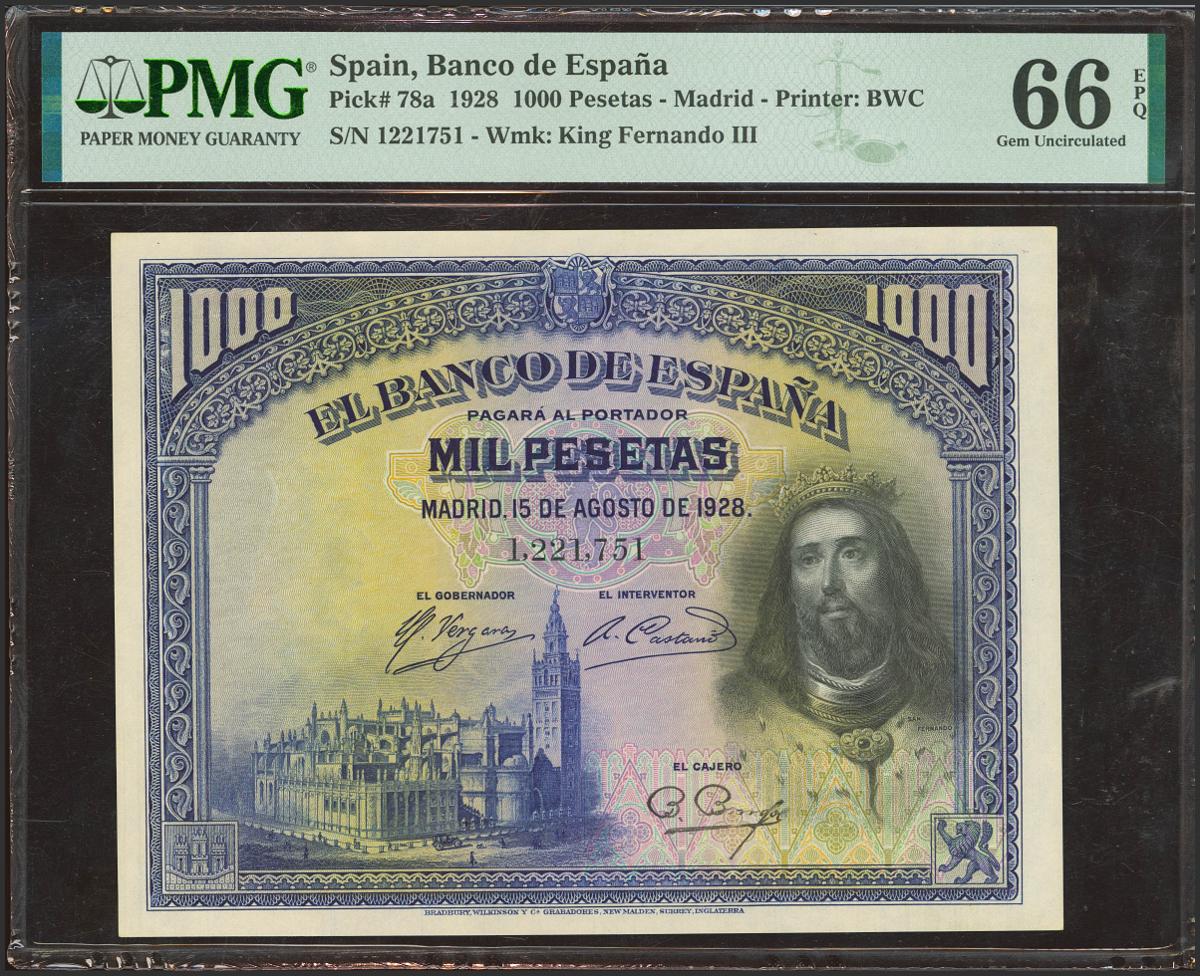 PMG®
PAPER MONEY GUARANTY
Spain, Banco de España
Pick# 78a 1928 1000 Pesetas - Madrid - Printer: BWC
S/N 1221751 - Wmk: King Fernando III
66 EPQ
Gem Uncirculated
1000 1000
EL BANCO DE ESPAÑA
PAGARÁ AL PORTADOR
MIL PESETAS
MADRID, 15 DE AGOSTO DE 1928.
1,221,751
EL GOBERNADOR EL INTERVENTOR
Vergara A. Castaño
SAN
FERNANDO
EL CAJERO
BRADBURY, WILKINSON Y Cª GRABADORES, NEW MALDEN, SURREY, INGLATERRA